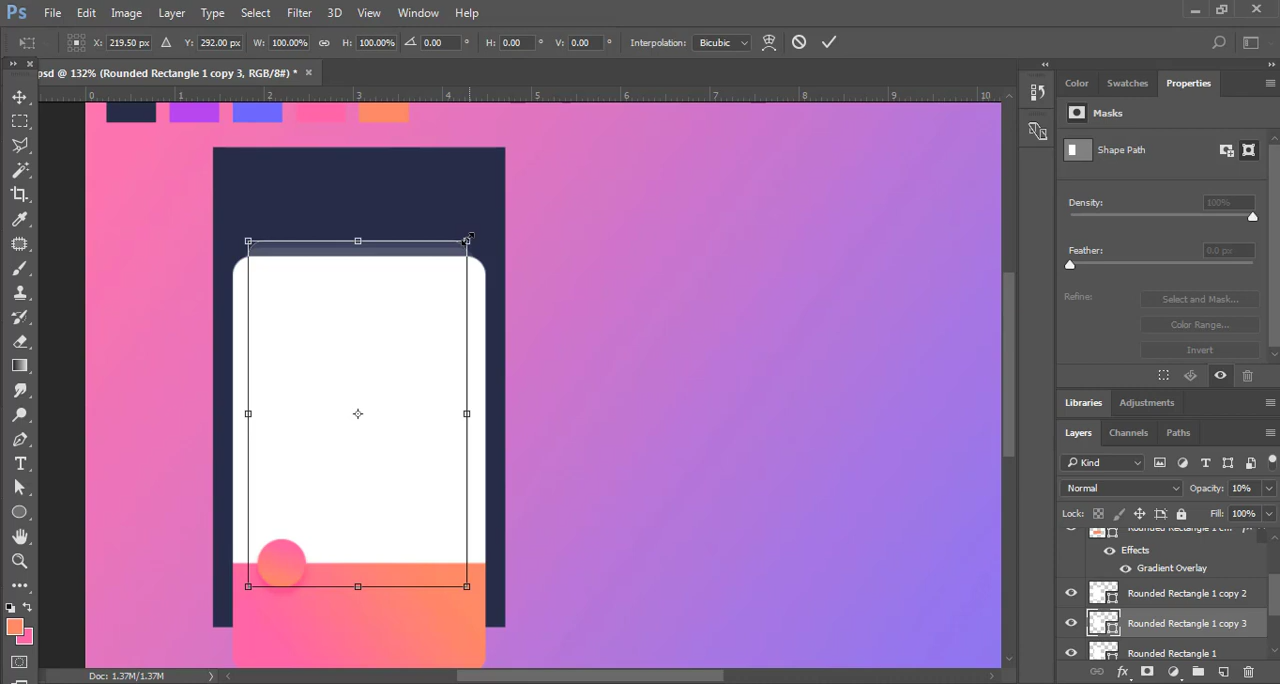 Ps File Edit Image Layer Type Select Filter 3D View Window Help
X: 219.50 px Y: 292.00 px W: 100.00% H: 100.00% 0.00 ° H: 0.00 ° V: 0.00 ° Interpolation: Bicubic
psd @ 132% (Rounded Rectangle 1 copy 3, RGB/8#) * ×
0 1 2 3 4 5 6 7 8 9 10
Color Swatches Properties
Masks
Shape Path
Density: 100%
Feather: 0.0 px
Refine: Select and Mask...
Color Range...
Invert
Libraries Adjustments
Layers Channels Paths
Kind
Normal Opacity: 10%
Lock: Fill: 100%
Rounded Rectangle 1 c... fx
Effects
Gradient Overlay
Rounded Rectangle 1 copy 2
Rounded Rectangle 1 copy 3
Rounded Rectangle 1
Doc: 1.37M/1.37M